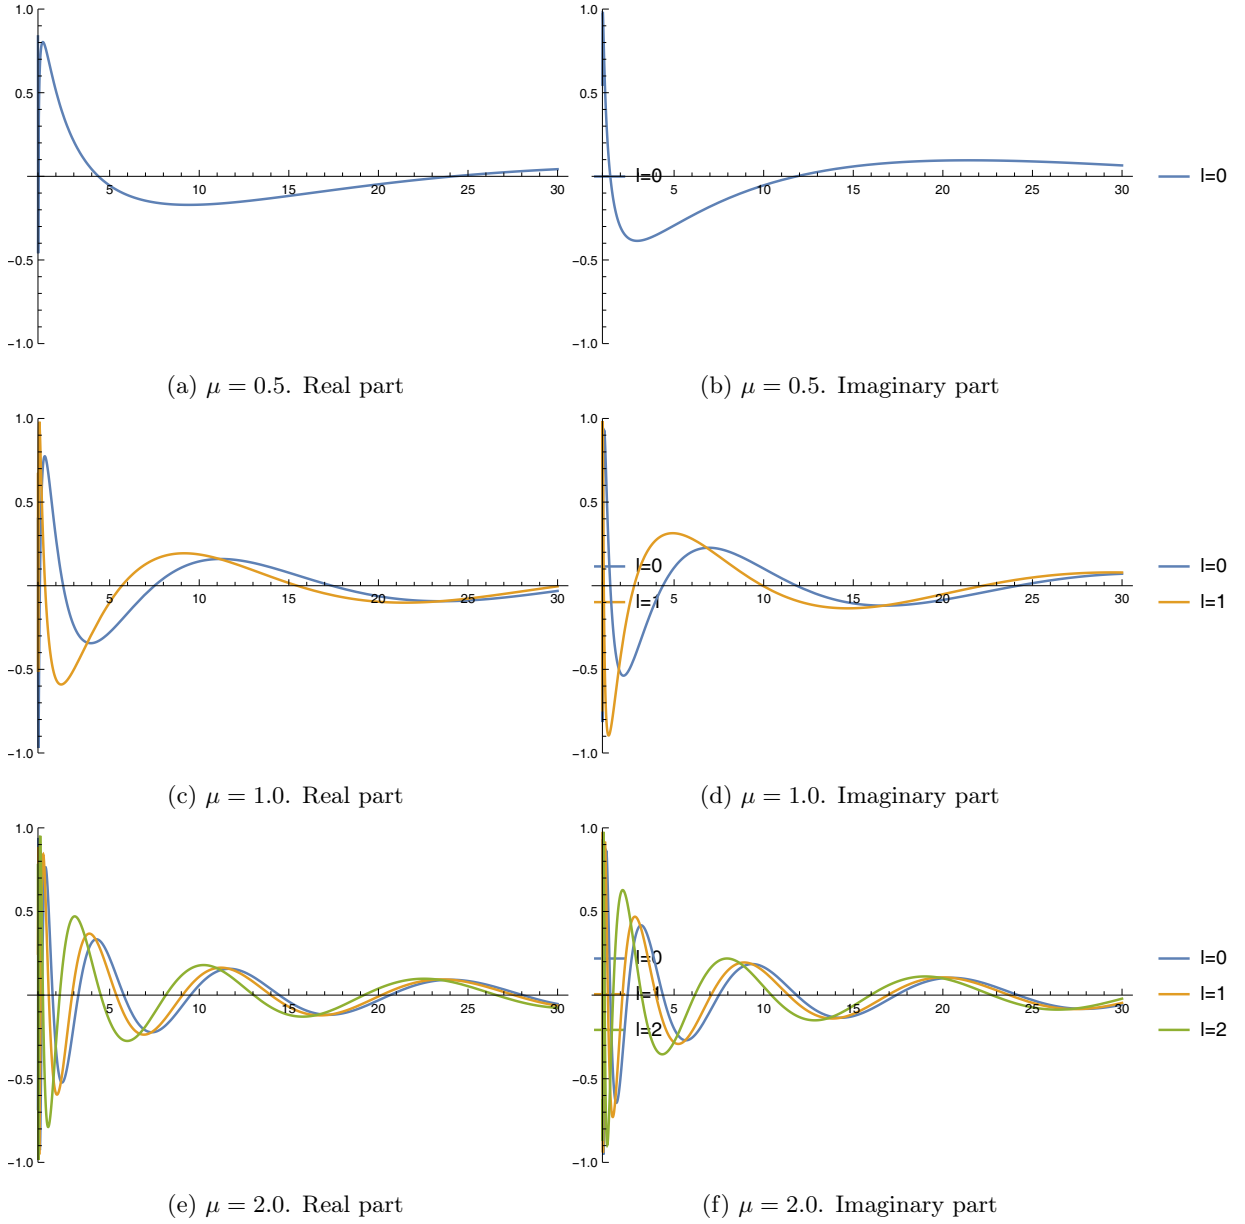 1.0
0.5
−0.5
−1.0
5 10 15 20 25 30
l=0
1.0
0.5
−0.5
−1.0
5 10 15 20 25 30
l=0
(a) μ = 0.5. Real part
(b) μ = 0.5. Imaginary part
1.0
0.5
−0.5
−1.0
5 10 15 20 25 30
l=0
l=1
1.0
0.5
−0.5
−1.0
5 10 15 20 25 30
l=0
l=1
(c) μ = 1.0. Real part
(d) μ = 1.0. Imaginary part
1.0
0.5
−0.5
−1.0
5 10 15 20 25 30
l=0
l=1
l=2
1.0
0.5
−0.5
−1.0
5 10 15 20 25 30
l=0
l=1
l=2
(e) μ = 2.0. Real part
(f) μ = 2.0. Imaginary part